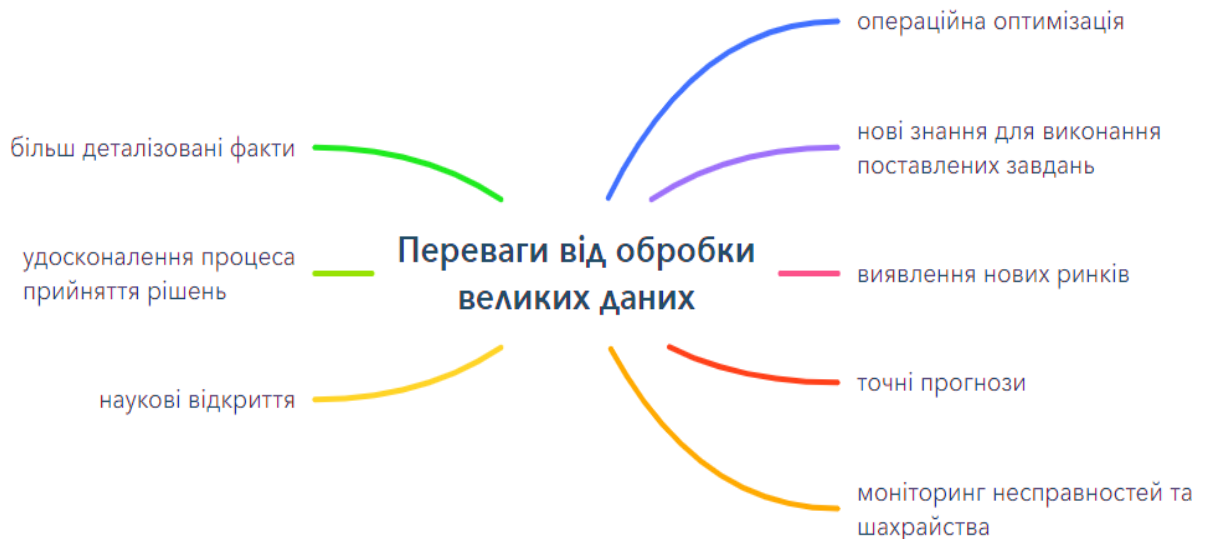 Переваги від обробки
великих даних
операційна оптимізація
нові знання для виконання
поставлених завдань
виявлення нових ринків
точні прогнози
моніторинг несправностей та
шахрайства
більш деталізовані факти
удосконалення процеса
прийняття рішень
наукові відкриття